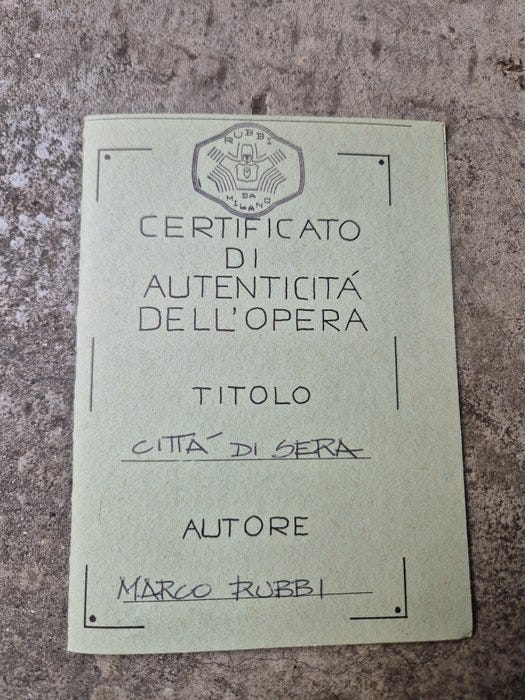 RUBBI
DA
MILANO
CERTIFICATO
DI
AUTENTICITÁ
DELL'OPERA
TITOLO
CITTÁ DI SERA
AUTORE
MARCO RUBBI